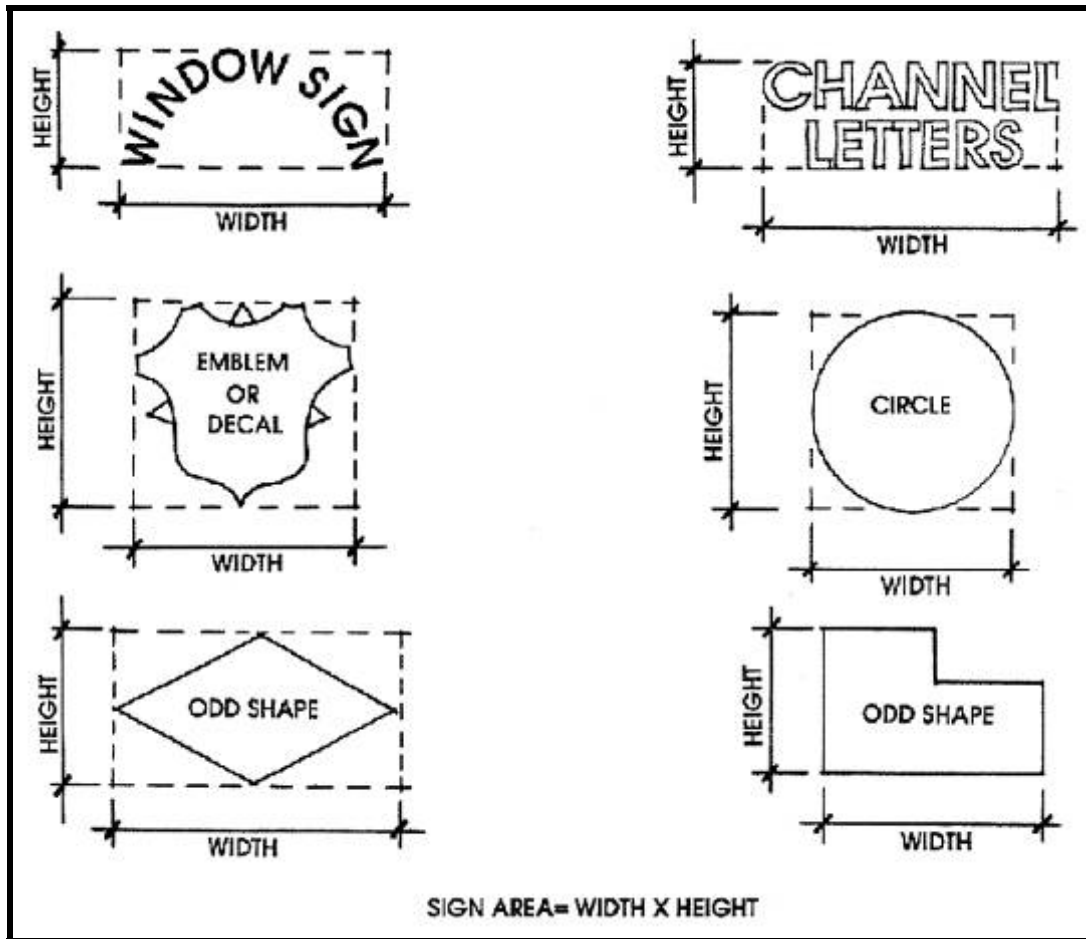 HEIGHT
WINDOW SIGN
WIDTH
HEIGHT
CHANNEL
LETTERS
WIDTH
HEIGHT
EMBLEM
OR
DECAL
WIDTH
HEIGHT
CIRCLE
WIDTH
HEIGHT
ODD SHAPE
WIDTH
HEIGHT
ODD SHAPE
WIDTH
SIGN AREA= WIDTH X HEIGHT